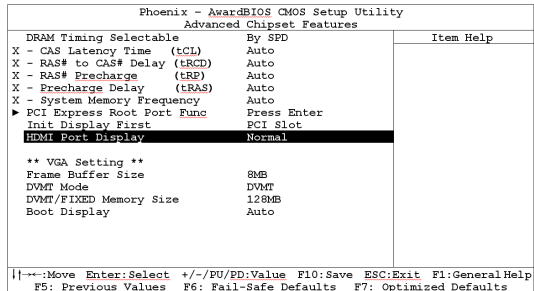 Phoenix - AwardBIOS CMOS Setup Utility
Advanced Chipset Features
DRAM Timing Selectable By SPD Item Help
X - CAS Latency Time (tCL) Auto
X - RAS# to CAS# Delay (tRCD) Auto
X - RAS# Precharge (tRP) Auto
X - Precharge Delay (tRAS) Auto
X - System Memory Frequency Auto
► PCI Express Root Port Func Press Enter
Init Display First PCI Slot
HDMI Port Display Normal
** VGA Setting **
Frame Buffer Size 8MB
DVMT Mode DVMT
DVMT/FIXED Memory Size 128MB
Boot Display Auto
↓↑→←:Move Enter:Select +/-/PU/PD:Value F10:Save ESC:Exit F1:General Help
F5: Previous Values F6: Fail-Safe Defaults F7: Optimized Defaults